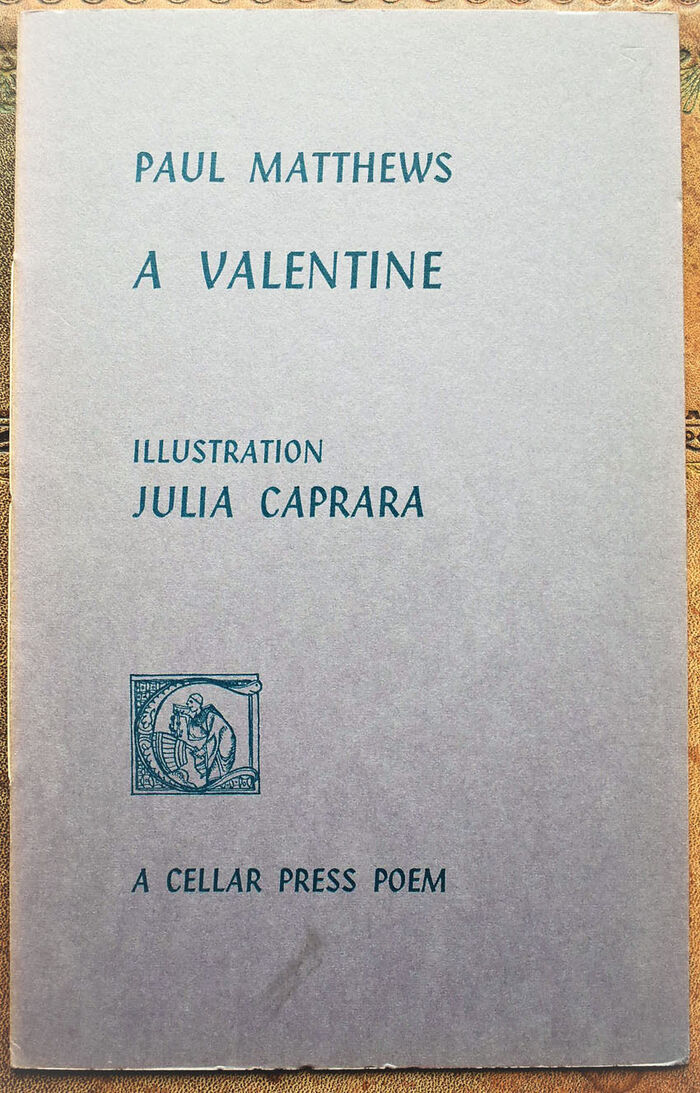 PAUL MATTHEWS
A VALENTINE
ILLUSTRATION
JULIA CAPRARA
A CELLAR PRESS POEM